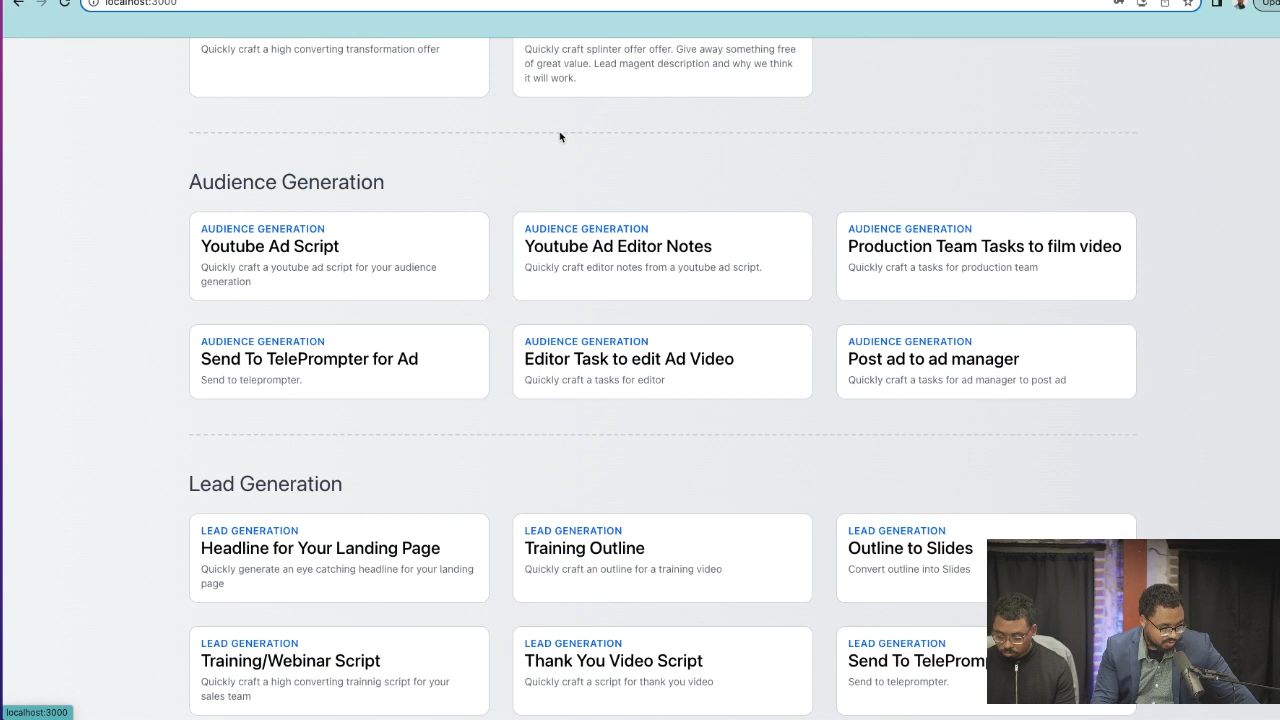 localhost:3000
Quickly craft a high converting transformation offer
Quickly craft splinter offer offer. Give away something free
of great value. Lead magent description and why we think
it will work.
Audience Generation
AUDIENCE GENERATION
Youtube Ad Script
Quickly craft a youtube ad script for your audience
generation
AUDIENCE GENERATION
Youtube Ad Editor Notes
Quickly craft editor notes from a youtube ad script.
AUDIENCE GENERATION
Production Team Tasks to film video
Quickly craft a tasks for production team
AUDIENCE GENERATION
Send To TelePrompter for Ad
Send to teleprompter.
AUDIENCE GENERATION
Editor Task to edit Ad Video
Quickly craft a tasks for editor
AUDIENCE GENERATION
Post ad to ad manager
Quickly craft a tasks for ad manager to post ad
Lead Generation
LEAD GENERATION
Headline for Your Landing Page
Quickly generate an eye catching headline for your landing
page
LEAD GENERATION
Training Outline
Quickly craft an outline for a training video
LEAD GENERATION
Outline to Slides
Convert outline into Slides
LEAD GENERATION
Training/Webinar Script
Quickly craft a high converting trainnig script for your
sales team
LEAD GENERATION
Thank You Video Script
Quickly craft a script for thank you video
LEAD GENERATION
Send To TeleProm
Send to teleprompter.
localhost:3000